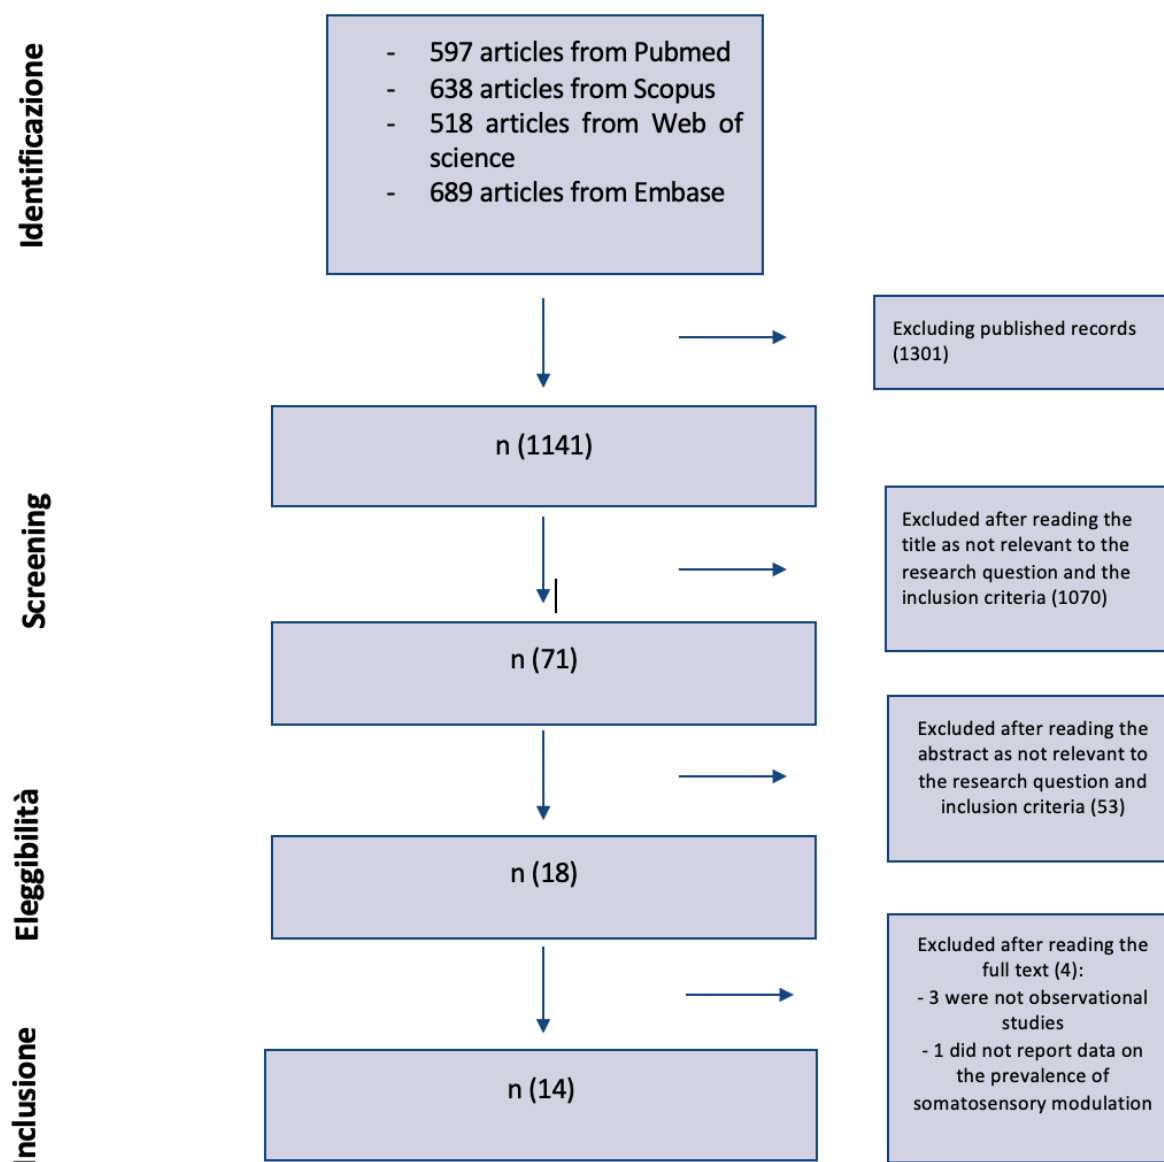 Identificazione
- 597 articles from Pubmed
- 638 articles from Scopus
- 518 articles from Web of
science
- 689 articles from Embase
Excluding published records
(1301)
n (1141)
Screening
Excluded after reading the
title as not relevant to the
research question and the
inclusion criteria (1070)
n (71)
Excluded after reading the
abstract as not relevant to
the research question and
inclusion criteria (53)
Eleggibilità
n (18)
Excluded after reading the
full text (4):
- 3 were not observational
studies
- 1 did not report data on
the prevalence of
somatosensory modulation
Inclusione
n (14)